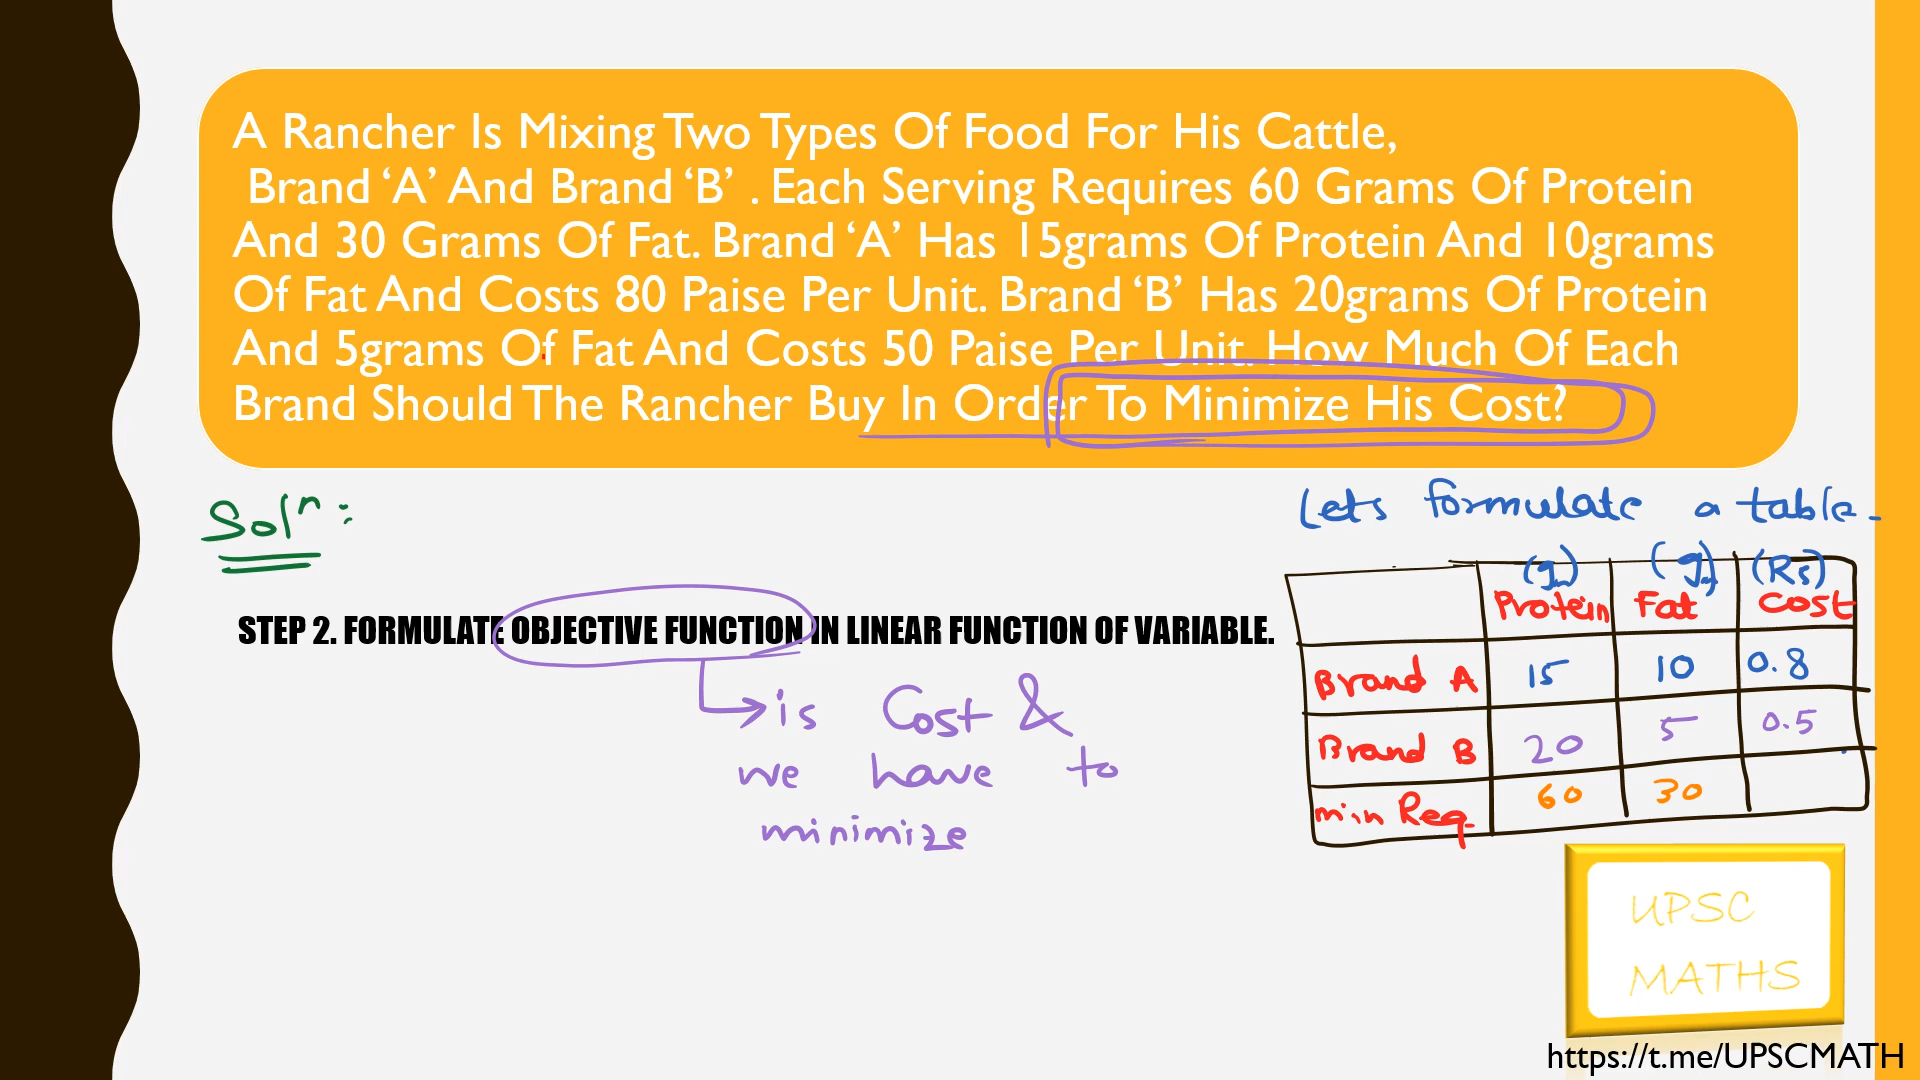 A Rancher Is Mixing Two Types Of Food For His Cattle,
Brand ‘A’ And Brand ‘B’ . Each Serving Requires 60 Grams Of Protein
And 30 Grams Of Fat. Brand ‘A’ Has 15grams Of Protein And 10grams
Of Fat And Costs 80 Paise Per Unit. Brand ‘B’ Has 20grams Of Protein
And 5grams Of Fat And Costs 50 Paise Per Unit. How Much Of Each
Brand Should The Rancher Buy In Order To Minimize His Cost?
Solⁿ:
Lets formulate a table.
(gm) (gm) (Rs)
Protein Fat Cost
Brand A 15 10 0.8
Brand B 20 5 0.5
min Req. 60 30
STEP 2. FORMULATE OBJECTIVE FUNCTION IN LINEAR FUNCTION OF VARIABLE.
→ is Cost &
we have to
minimize
UPSC
MATHS
https://t.me/UPSCMATH